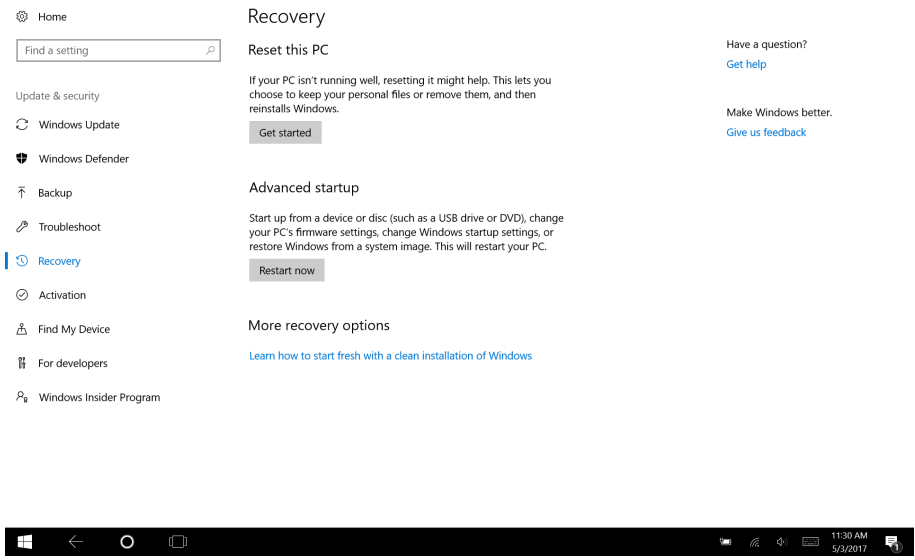 Home
Find a setting
Update & security
Windows Update
Windows Defender
Backup
Troubleshoot
Recovery
Activation
Find My Device
For developers
Windows Insider Program
Recovery
Reset this PC
If your PC isn't running well, resetting it might help. This lets you
choose to keep your personal files or remove them, and then
reinstalls Windows.
Get started
Advanced startup
Start up from a device or disc (such as a USB drive or DVD), change
your PC's firmware settings, change Windows startup settings, or
restore Windows from a system image. This will restart your PC.
Restart now
More recovery options
Learn how to start fresh with a clean installation of Windows
Have a question?
Get help
Make Windows better.
Give us feedback
11:30 AM
5/3/2017
1